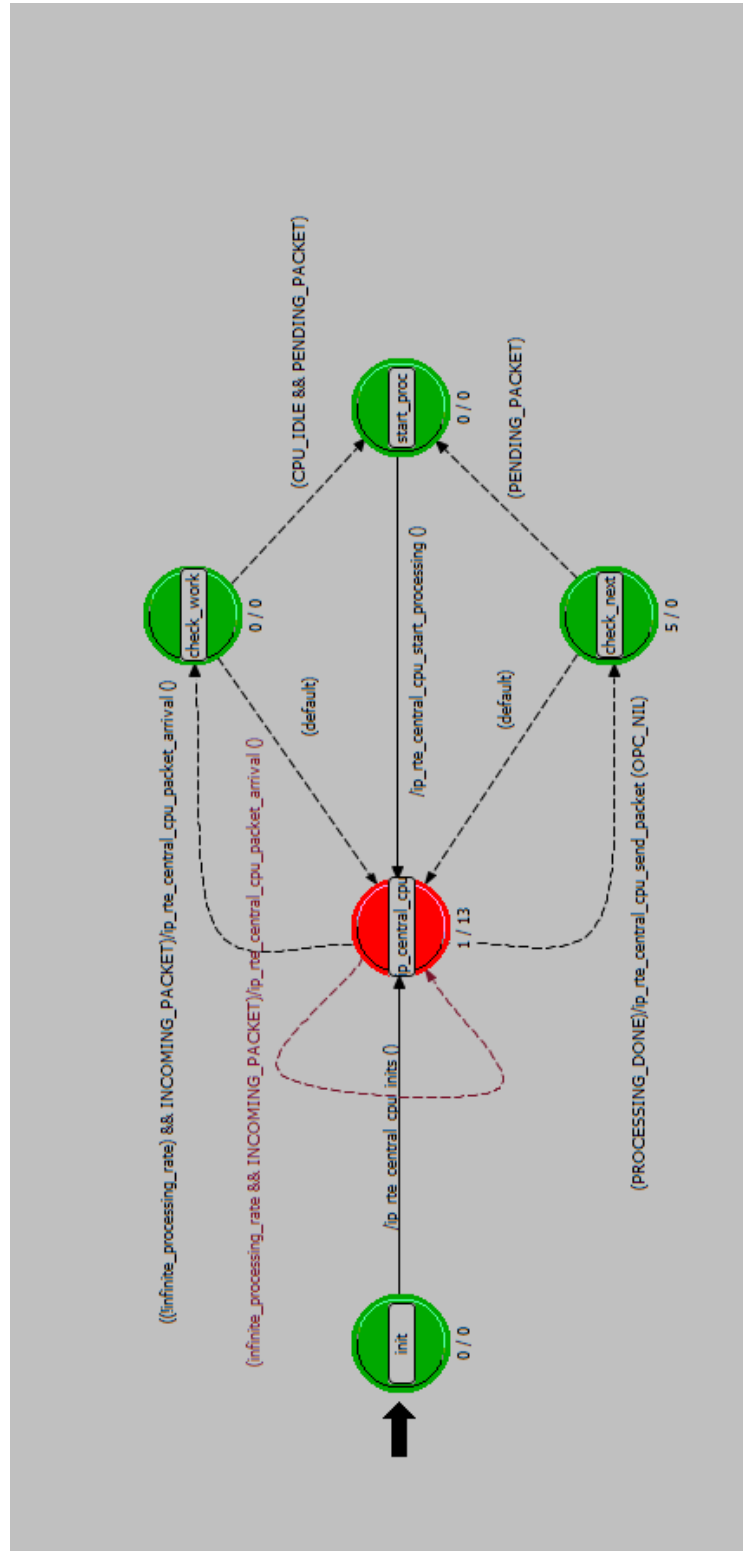 ((!infinite_processing_rate) && INCOMING_PACKET)/ip_rte_central_cpu_packet_arrival ()
(infinite_processing_rate && INCOMING_PACKET)/ip_rte_central_cpu_packet_arrival ()
check_work
0 / 0
(CPU_IDLE && PENDING_PACKET)
(default)
init
0 / 0
/ip_rte_central_cpu_inits ()
ip_central_cpu
1 / 13
/ip_rte_central_cpu_start_processing ()
start_proc
0 / 0
(default)
(PENDING_PACKET)
check_next
5 / 0
(PROCESSING_DONE)/ip_rte_central_cpu_send_packet (OPC_NIL)